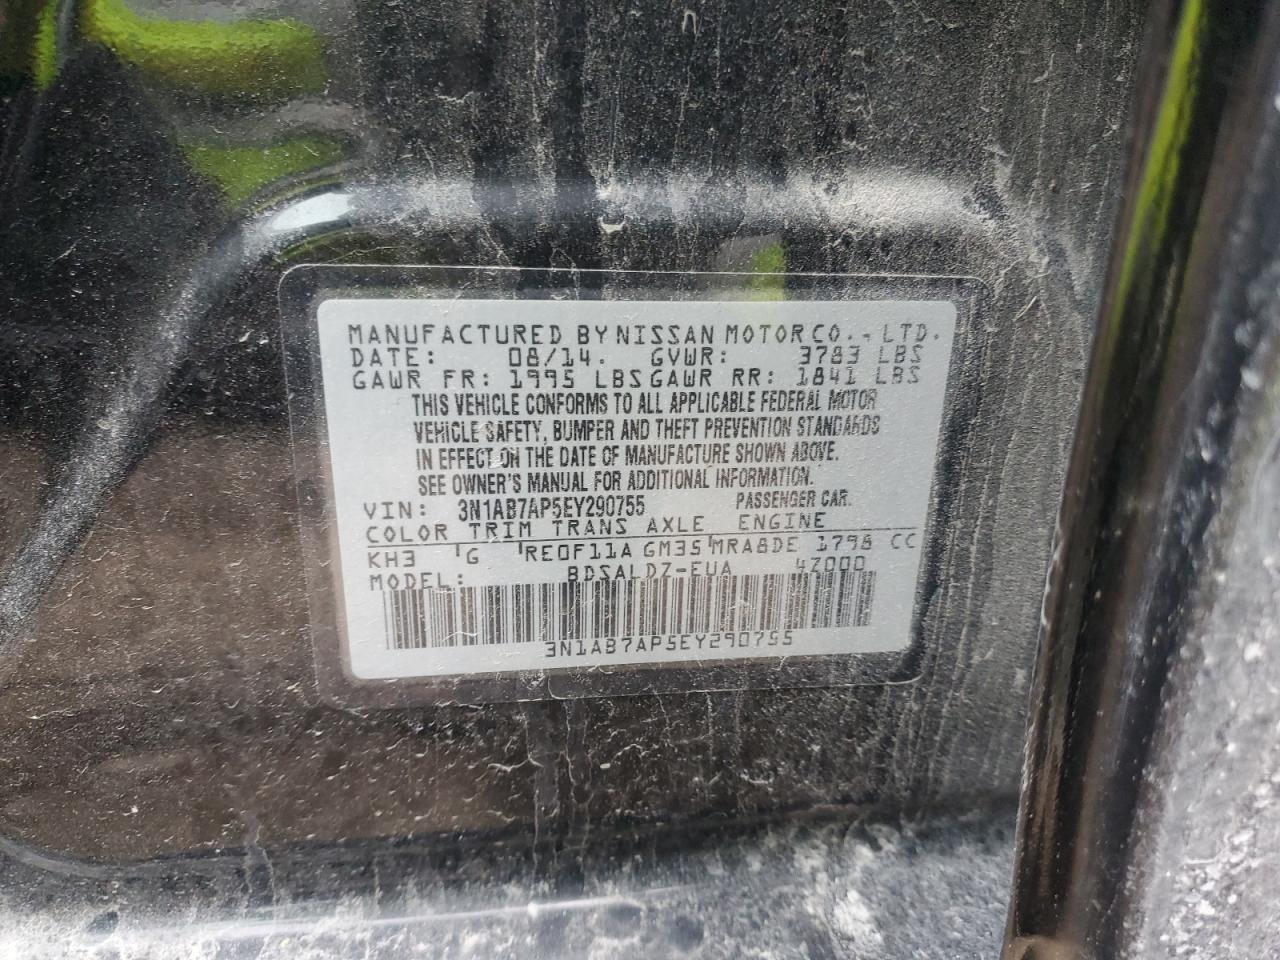 MANUFACTURED BY NISSAN MOTOR CO., LTD.
DATE: 08/14. GVWR: 3783 LBS
GAWR FR: 1995 LBS GAWR RR: 1841 LBS
THIS VEHICLE CONFORMS TO ALL APPLICABLE FEDERAL MOTOR
VEHICLE SAFETY, BUMPER AND THEFT PREVENTION STANDARDS
IN EFFECT ON THE DATE OF MANUFACTURE SHOWN ABOVE.
SEE OWNER'S MANUAL FOR ADDITIONAL INFORMATION.
VIN: 3N1AB7AP5EY290755 PASSENGER CAR.
COLOR TRIM TRANS AXLE ENGINE
KH3 'G 'RE0F11A GM35'MRA8DE 1798 CC
MODEL: BDSALDZ-EUA 4Z000
3N1AB7AP5EY290755